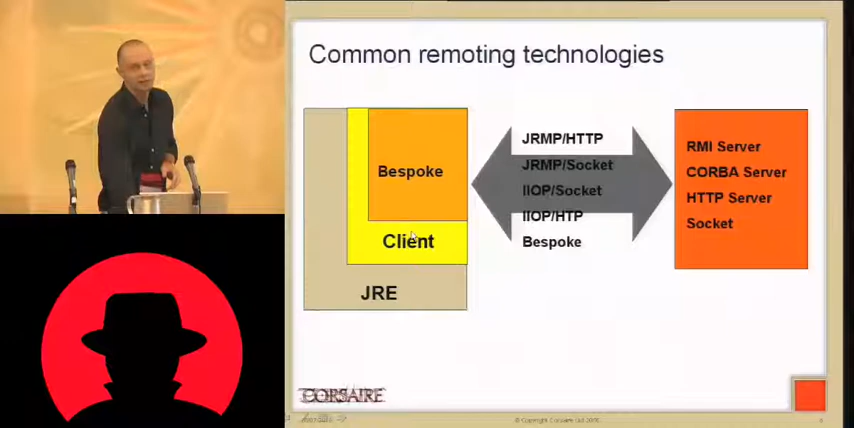 Common remoting technologies
Bespoke
Client
JRE
JRMP/HTTP
JRMP/Socket
IIOP/Socket
IIOP/HTP
Bespoke
RMI Server
CORBA Server
HTTP Server
Socket
CORSAIRE